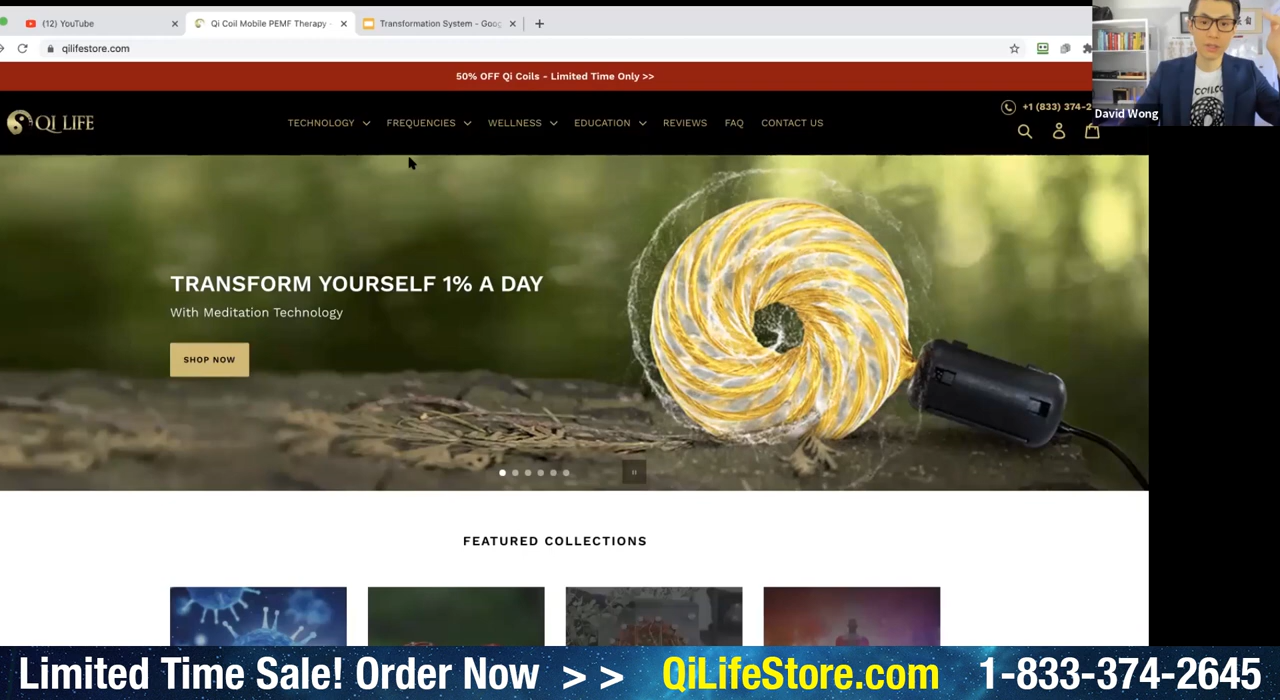 (12) YouTube
Qi Coil Mobile PEMF Therapy -
Transformation System - Goog
qilifestore.com
50% OFF Qi Coils - Limited Time Only >>
QI LIFE
TECHNOLOGY FREQUENCIES WELLNESS EDUCATION REVIEWS FAQ CONTACT US
+1 (833) 374-2
David Wong
TRANSFORM YOURSELF 1% A DAY
With Meditation Technology
SHOP NOW
FEATURED COLLECTIONS
Limited Time Sale! Order Now >> QiLifeStore.com 1-833-374-2645